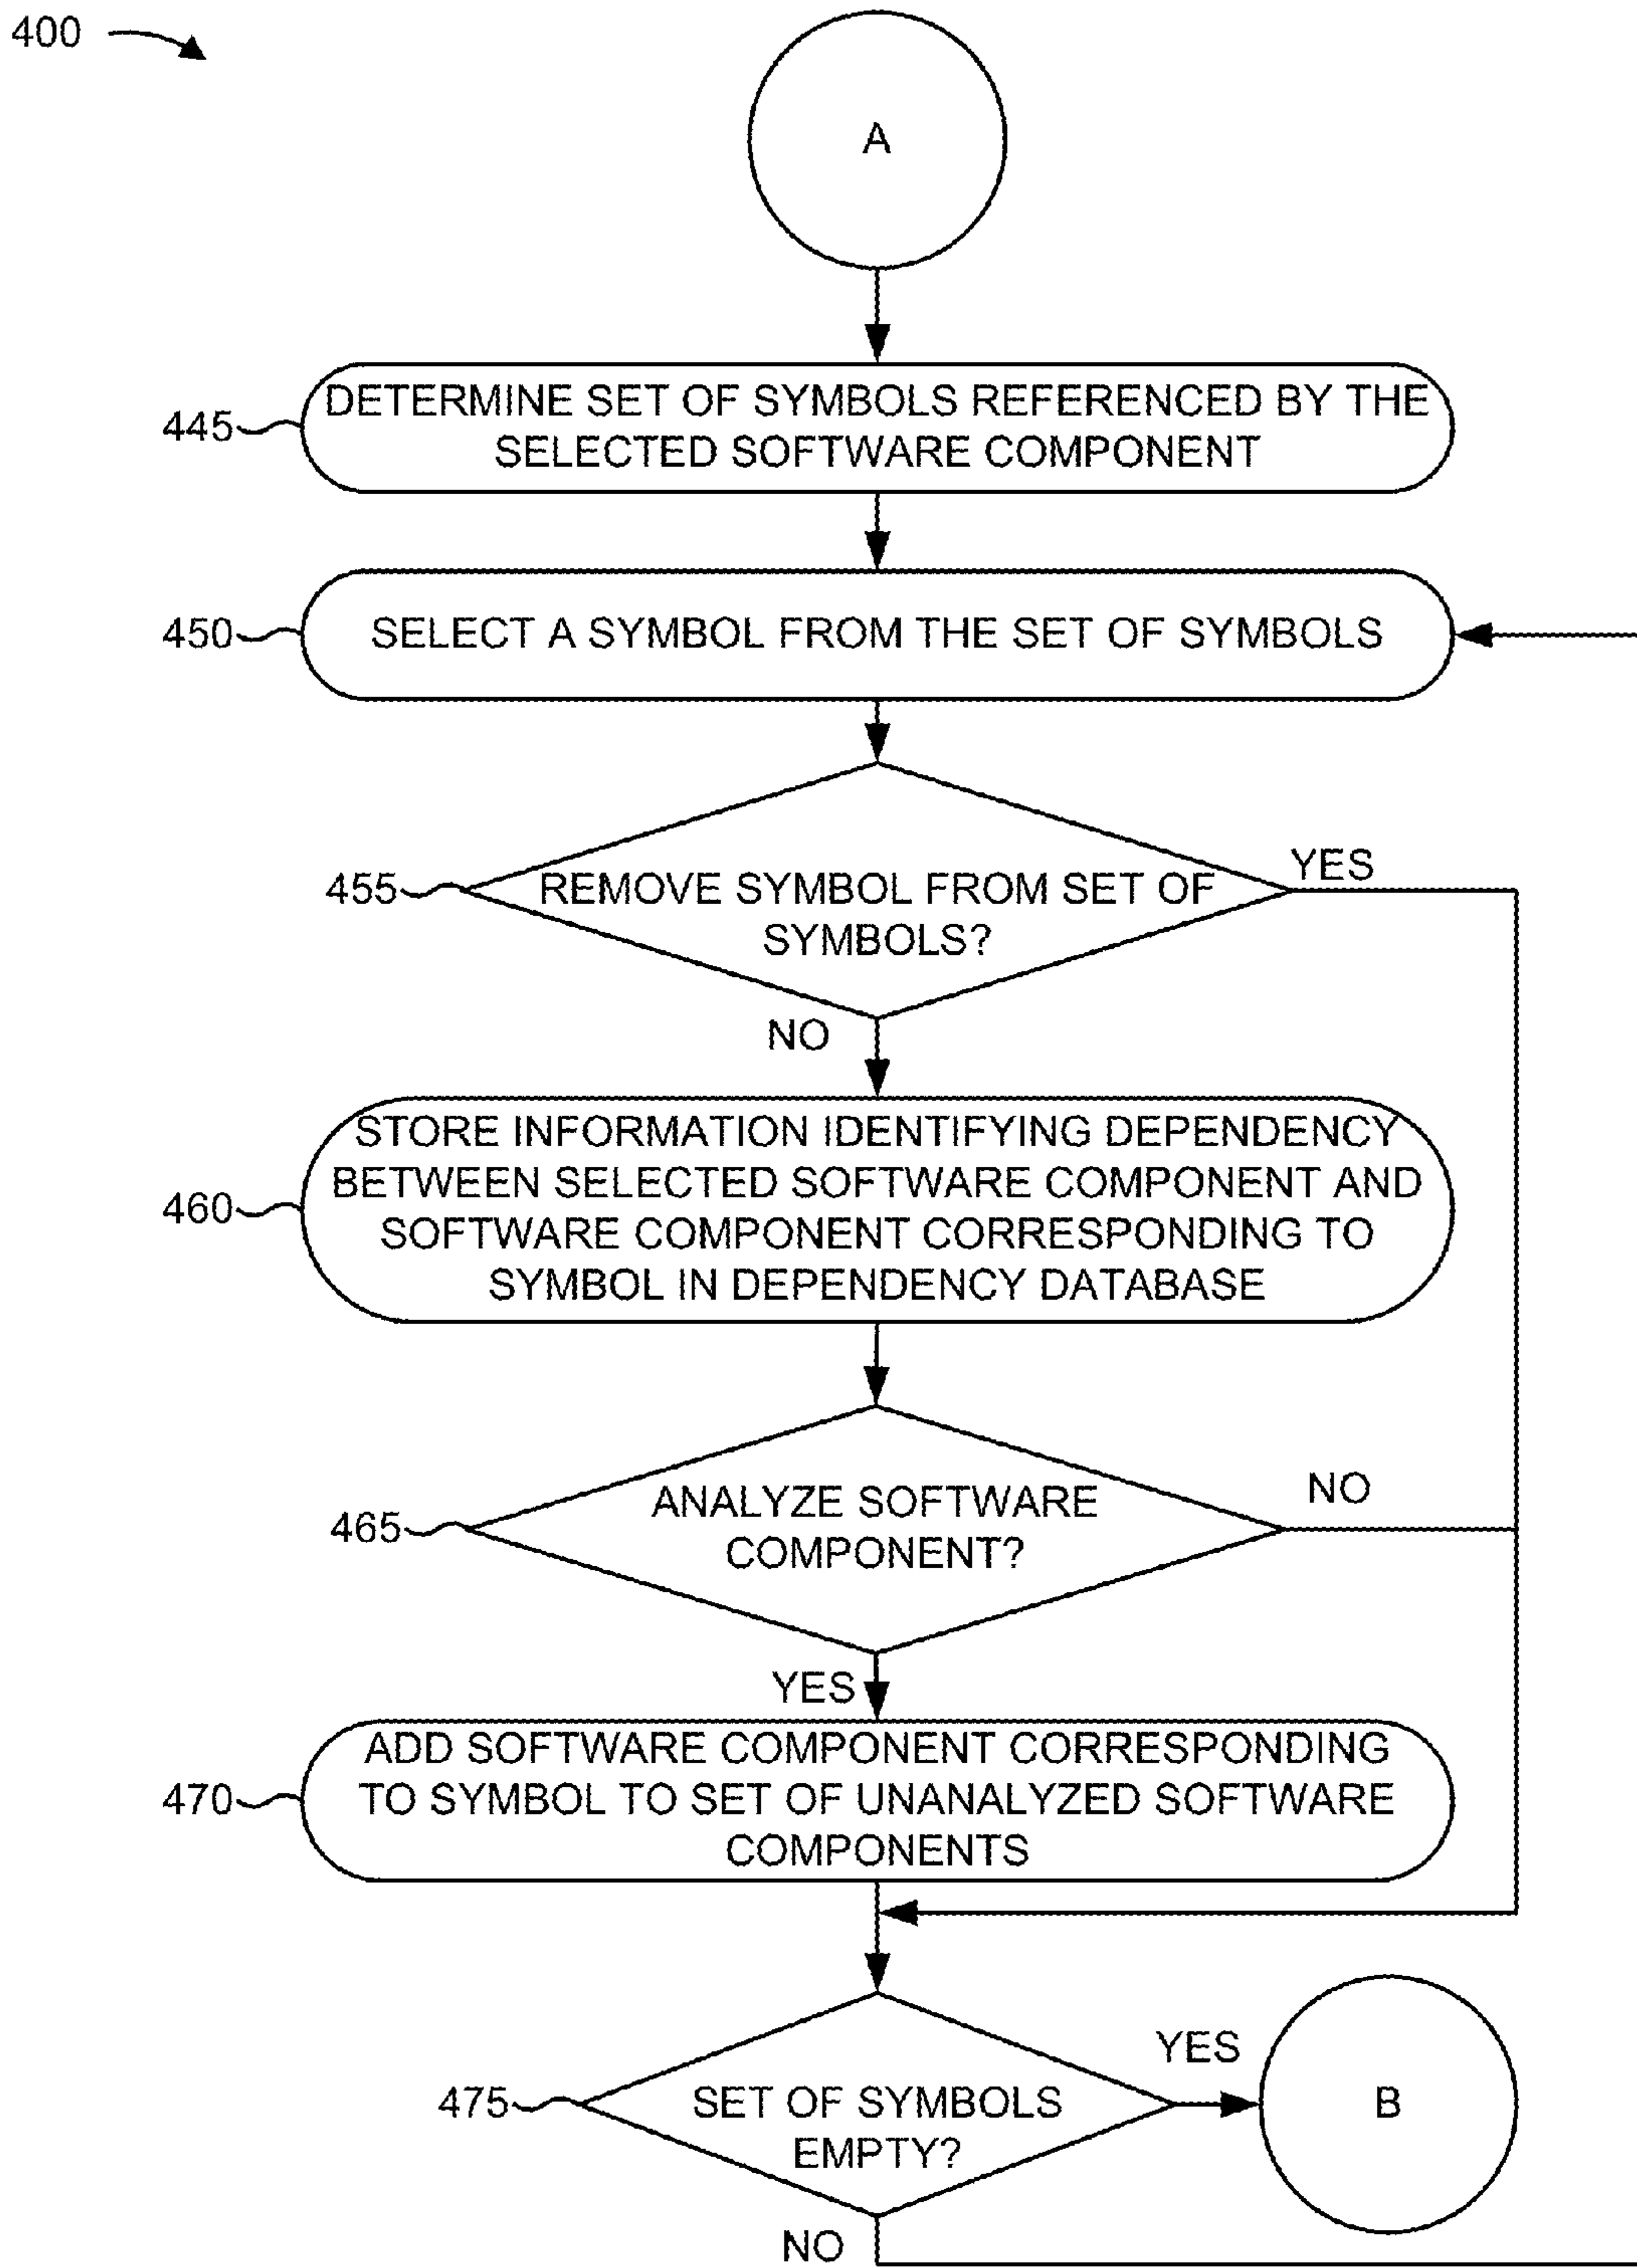 400
A
445
DETERMINE SET OF SYMBOLS REFERENCED BY THE
SELECTED SOFTWARE COMPONENT
450
SELECT A SYMBOL FROM THE SET OF SYMBOLS
455
REMOVE SYMBOL FROM SET OF
SYMBOLS?
YES
NO
460
STORE INFORMATION IDENTIFYING DEPENDENCY
BETWEEN SELECTED SOFTWARE COMPONENT AND
SOFTWARE COMPONENT CORRESPONDING TO
SYMBOL IN DEPENDENCY DATABASE
465
ANALYZE SOFTWARE
COMPONENT?
NO
YES
470
ADD SOFTWARE COMPONENT CORRESPONDING
TO SYMBOL TO SET OF UNANALYZED SOFTWARE
COMPONENTS
475
SET OF SYMBOLS
EMPTY?
YES
B
NO